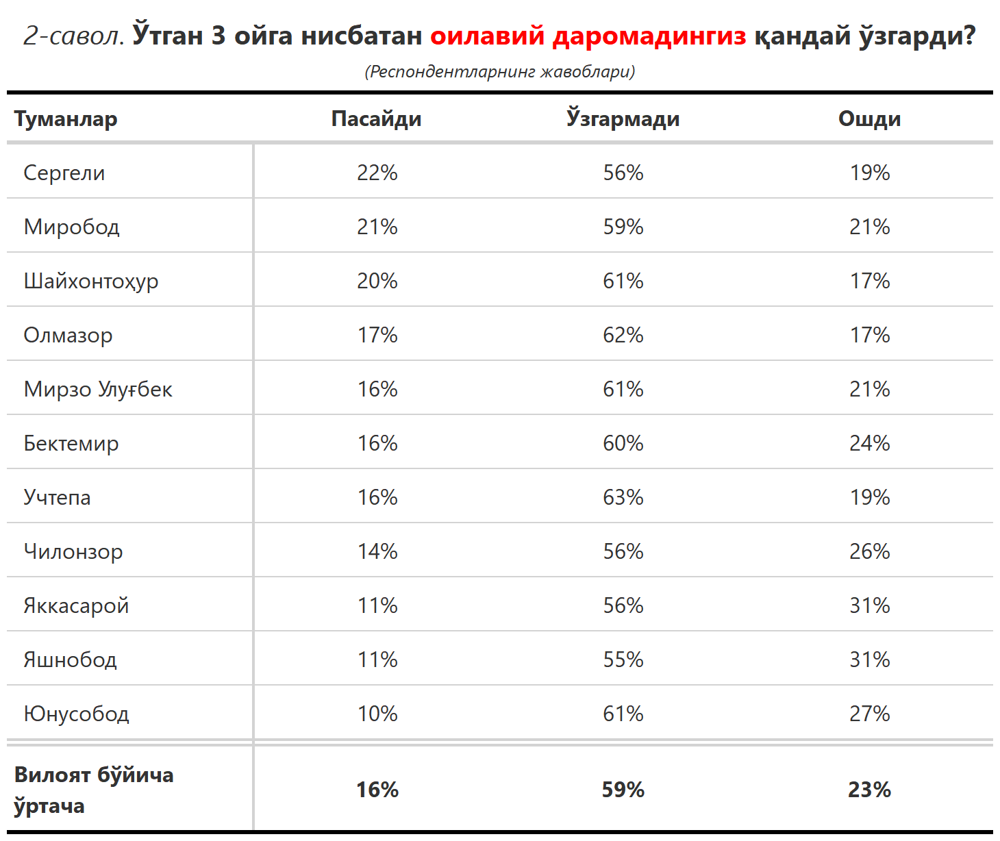 2-савол. Ўтган 3 ойга нисбатан оилавий даромадингиз қандай ўзгарди?
(Респондентларнинг жавоблари)
Туманлар Пасайди Ўзгармади Ошди
Сергели 22% 56% 19%
Миробод 21% 59% 21%
Шайхонтоҳур 20% 61% 17%
Олмазор 17% 62% 17%
Мирзо Улуғбек 16% 61% 21%
Бектемир 16% 60% 24%
Учтепа 16% 63% 19%
Чилонзор 14% 56% 26%
Яккасарой 11% 56% 31%
Яшнобод 11% 55% 31%
Юнусобод 10% 61% 27%
Вилоят бўйича
ўртача 16% 59% 23%